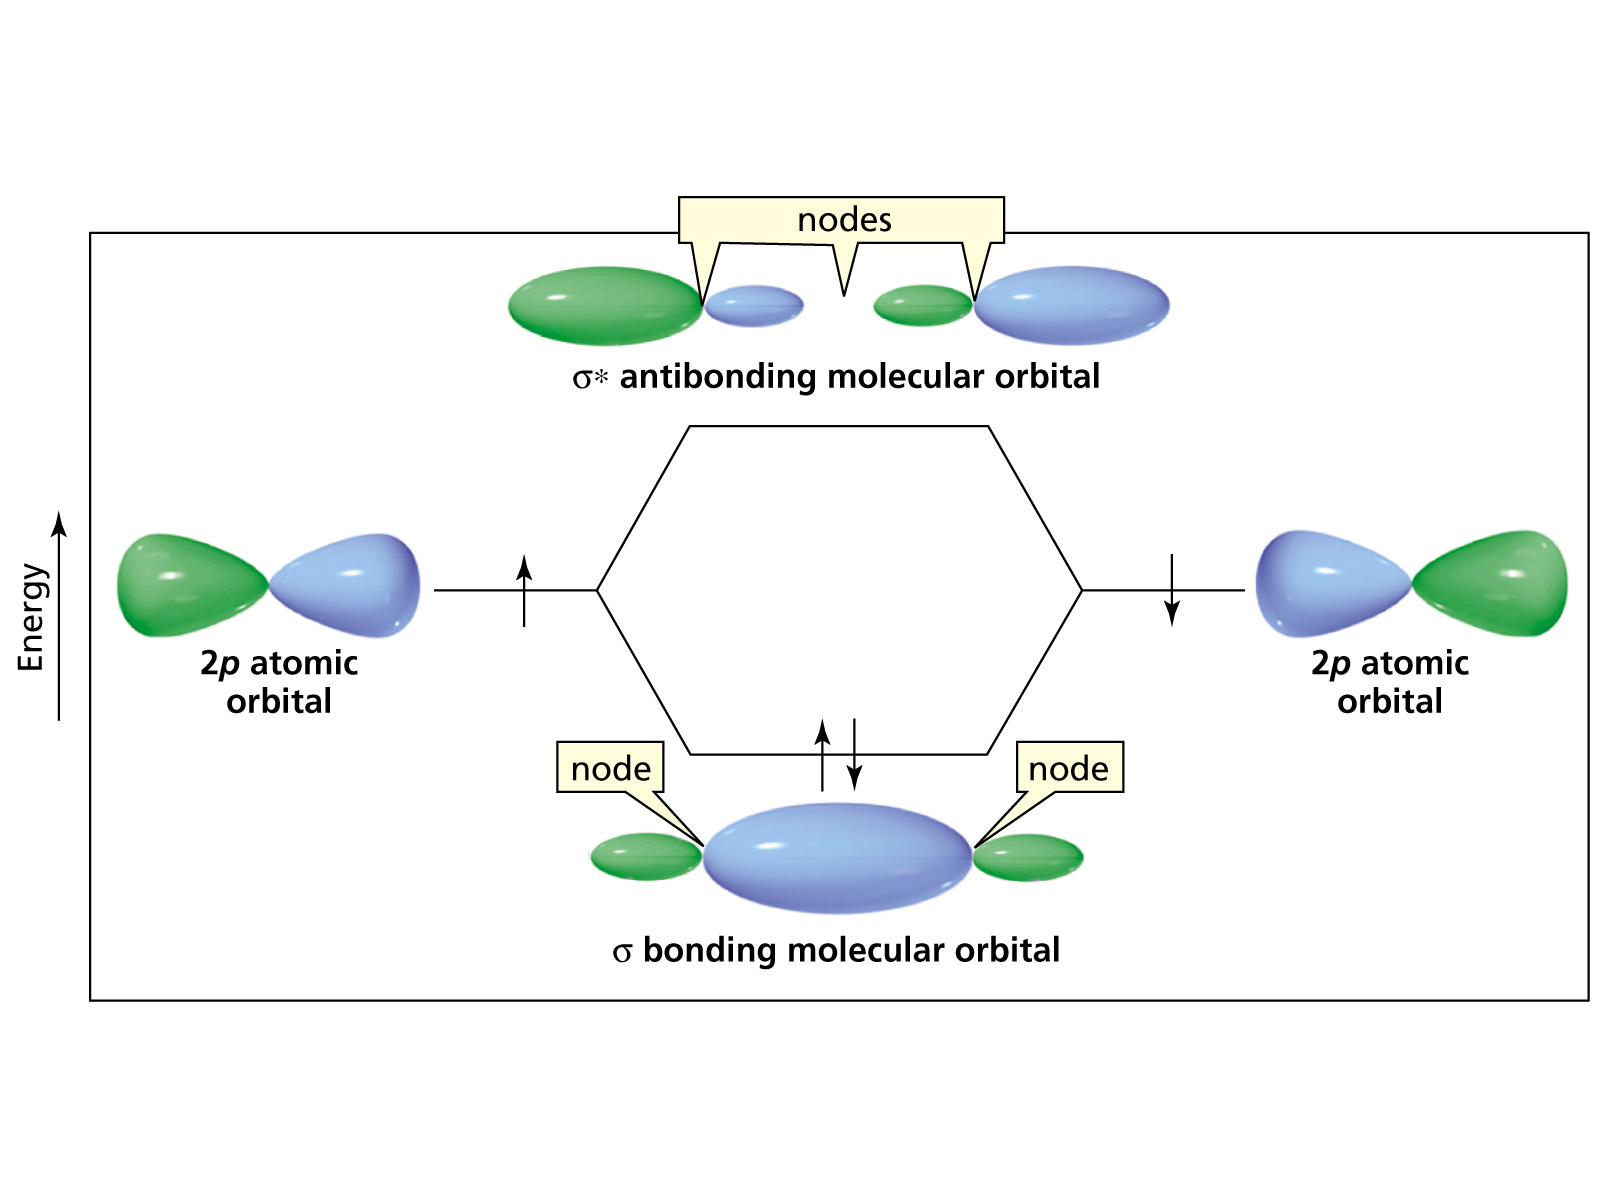 nodes
σ* antibonding molecular orbital
Energy
2p atomic
orbital
2p atomic
orbital
node
node
σ bonding molecular orbital